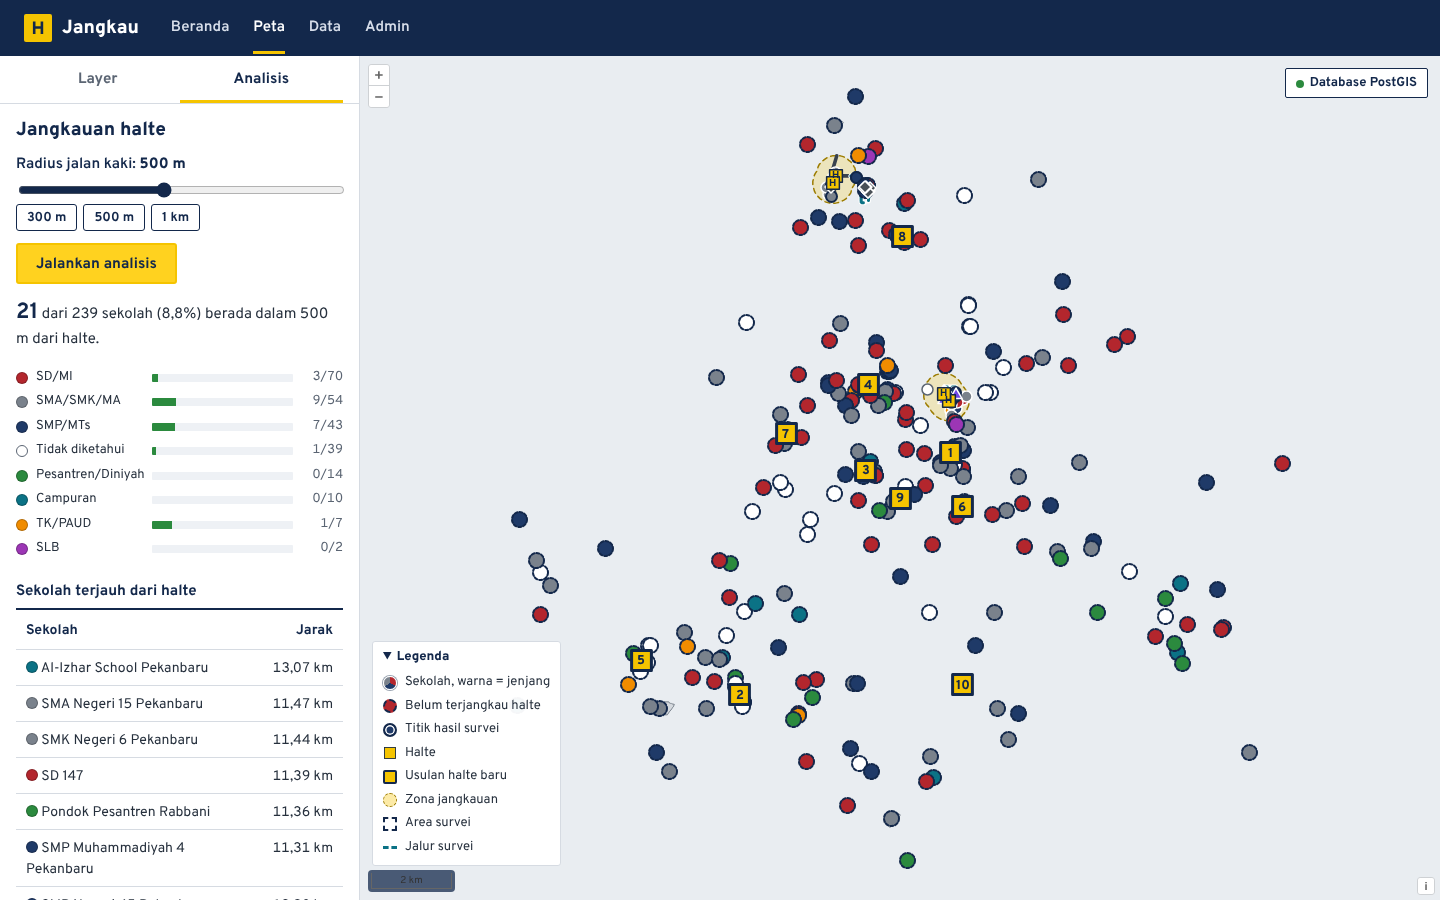 H Jangkau Beranda Peta Data Admin
Layer Analisis
Jangkauan halte
Radius jalan kaki: 500 m
300 m 500 m 1 km
Jalankan analisis
21 dari 239 sekolah (8,8%) berada dalam 500
m dari halte.
SD/MI 3/70
SMA/SMK/MA 9/54
SMP/MTs 7/43
Tidak diketahui 1/39
Pesantren/Diniyah 0/14
Campuran 0/10
TK/PAUD 1/7
SLB 0/2
Sekolah terjauh dari halte
Sekolah Jarak
Al-Izhar School Pekanbaru 13,07 km
SMA Negeri 15 Pekanbaru 11,47 km
SMK Negeri 6 Pekanbaru 11,44 km
SD 147 11,39 km
Pondok Pesantren Rabbani 11,36 km
SMP Muhammadiyah 4 11,31 km
Pekanbaru
+
−
Database PostGIS
H
H
8
4
H
H
7
1
3
9
6
5
2
10
▼ Legenda
Sekolah, warna = jenjang
Belum terjangkau halte
Titik hasil survei
Halte
Usulan halte baru
Zona jangkauan
Area survei
Jalur survei
2 km
i